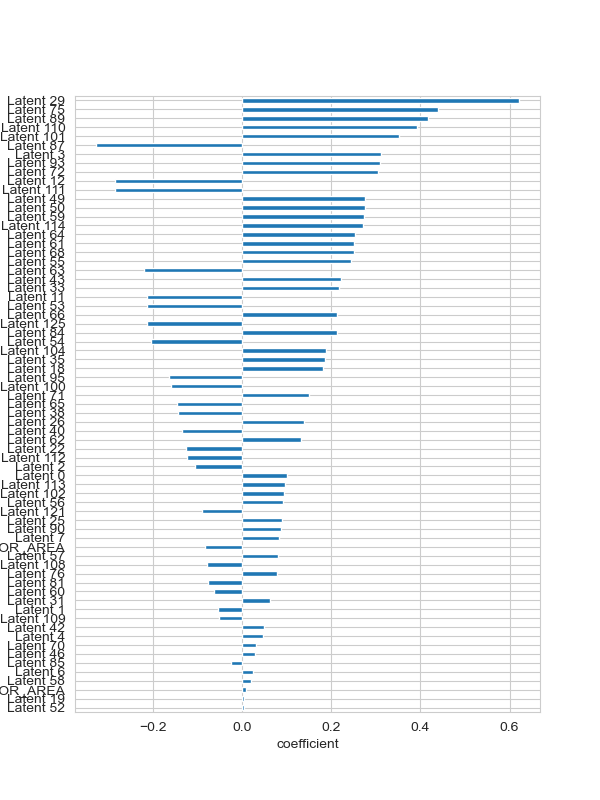 Latent 29
Latent 75
Latent 89
Latent 110
Latent 101
Latent 87
Latent 3
Latent 93
Latent 72
Latent 12
Latent 111
Latent 49
Latent 50
Latent 59
Latent 114
Latent 64
Latent 61
Latent 68
Latent 55
Latent 63
Latent 43
Latent 33
Latent 11
Latent 53
Latent 66
Latent 125
Latent 84
Latent 54
Latent 104
Latent 35
Latent 18
Latent 95
Latent 100
Latent 71
Latent 65
Latent 38
Latent 26
Latent 40
Latent 62
Latent 22
Latent 112
Latent 2
Latent 0
Latent 113
Latent 102
Latent 56
Latent 121
Latent 25
Latent 90
Latent 7
OR_AREA
Latent 57
Latent 108
Latent 76
Latent 81
Latent 60
Latent 31
Latent 1
Latent 109
Latent 42
Latent 4
Latent 70
Latent 46
Latent 85
Latent 6
Latent 58
OR_AREA
Latent 19
Latent 52
−0.2 0.0 0.2 0.4 0.6
coefficient